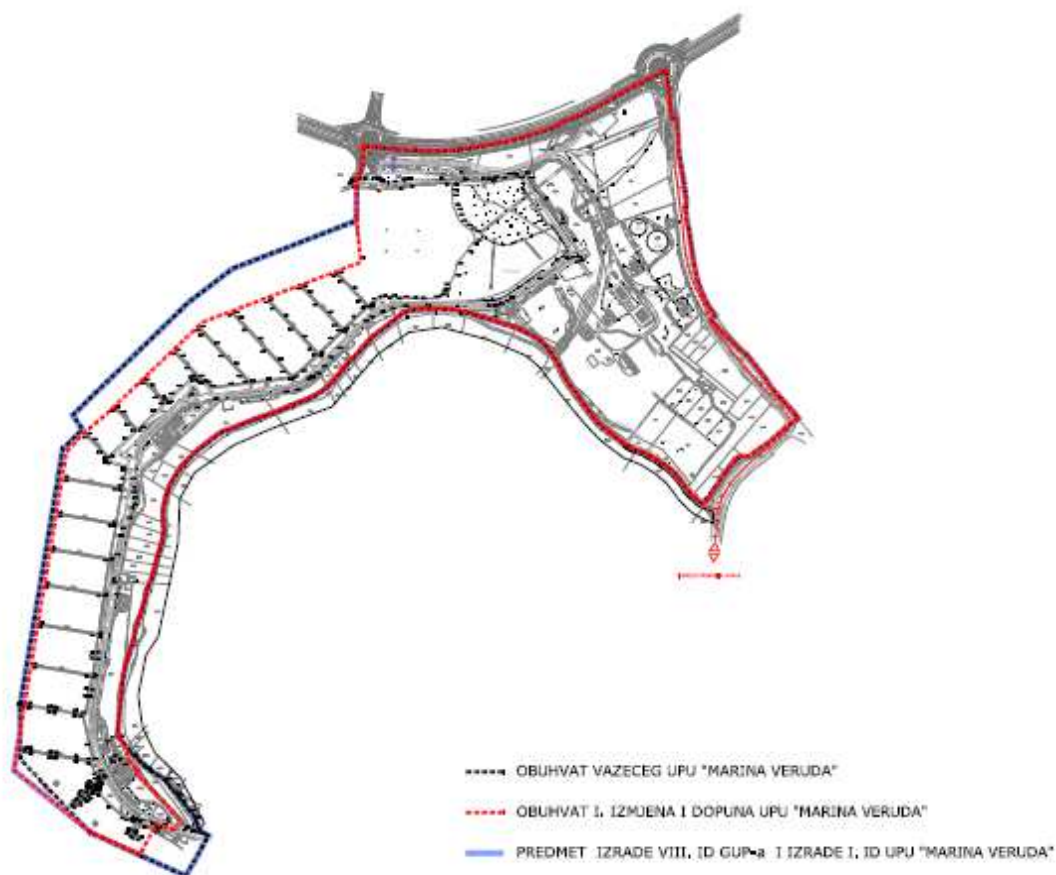 OBUHVAT VAZECEG UPU "MARINA VERUDA"
OBUHVAT I. IZMJENA I DOPUNA UPU "MARINA VERUDA"
PREDMET IZRADE VIII. ID GUP-a I IZRADE I. ID UPU "MARINA VERUDA"